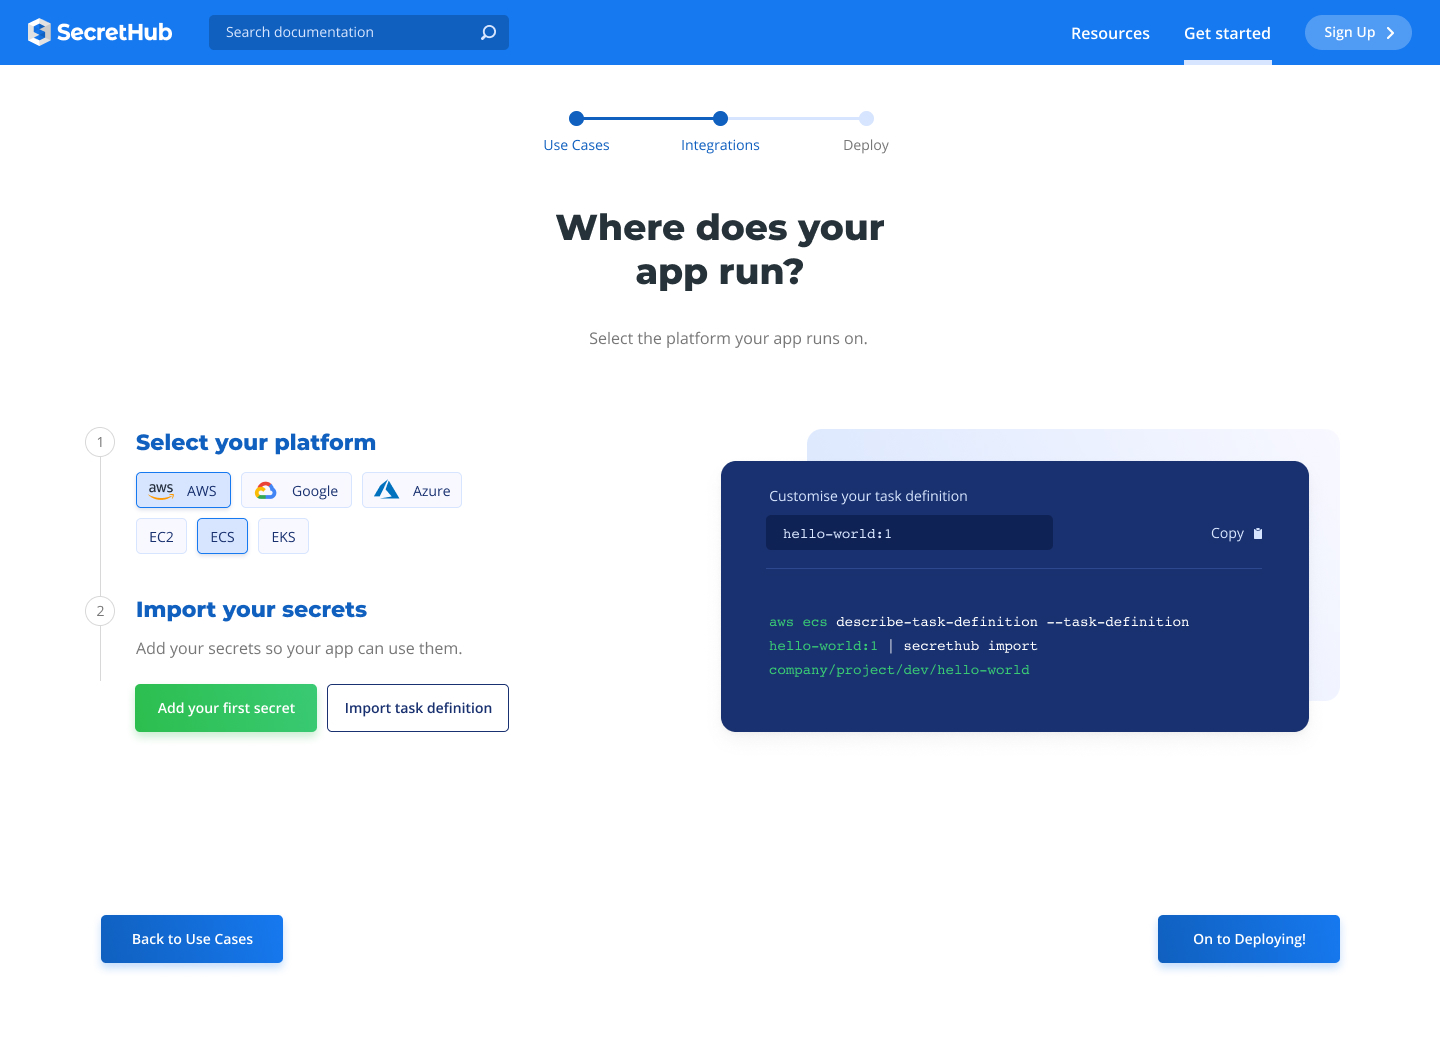 SecretHub
Search documentation
Resources
Get started
Sign Up
Use Cases
Integrations
Deploy
Where does your
app run?
Select the platform your app runs on.
1
Select your platform
aws AWS
Google
Azure
EC2
ECS
EKS
2
Import your secrets
Add your secrets so your app can use them.
Add your first secret
Import task definition
Customise your task definition
hello-world:1
Copy
aws ecs describe-task-definition --task-definition
hello-world:1 | secrethub import
company/project/dev/hello-world
Back to Use Cases
On to Deploying!